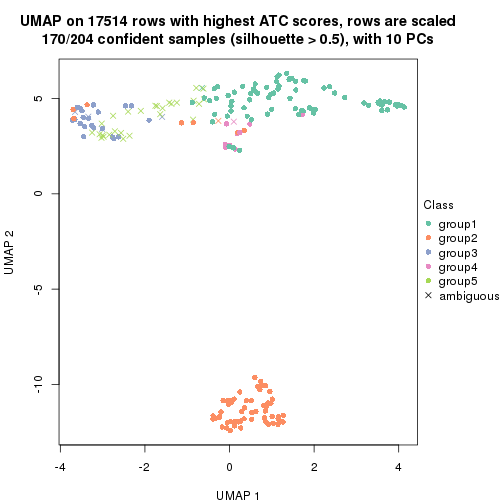 UMAP on 17514 rows with highest ATC scores, rows are scaled
170/204 confident samples (silhouette > 0.5), with 10 PCs
5
0
-5
-10
UMAP 2
-4
-2
0
2
4
UMAP 1
Class
group1
group2
group3
group4
group5
ambiguous